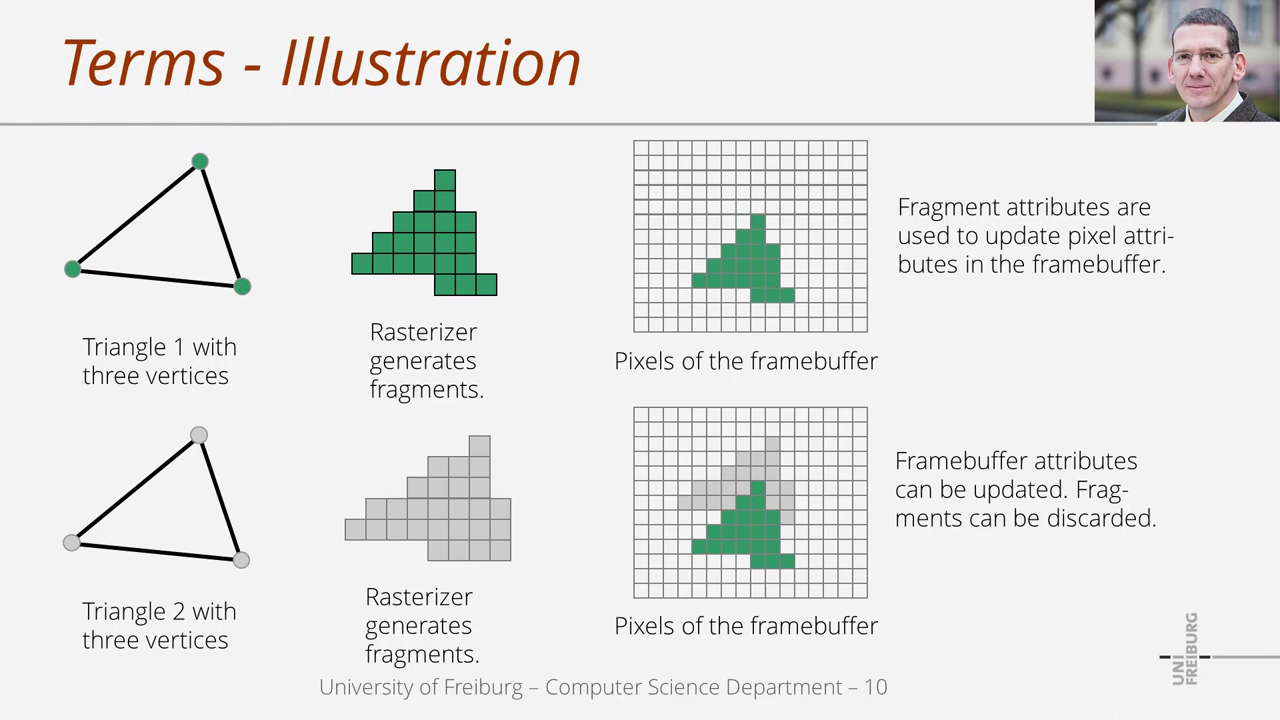 Terms - Illustration
Triangle 1 with
three vertices
Rasterizer
generates
fragments.
Pixels of the framebuffer
Fragment attributes are
used to update pixel attri-
butes in the framebuffer.
Triangle 2 with
three vertices
Rasterizer
generates
fragments.
Pixels of the framebuffer
Framebuffer attributes
can be updated. Frag-
ments can be discarded.
University of Freiburg – Computer Science Department – 10
UNI
FREIBURG